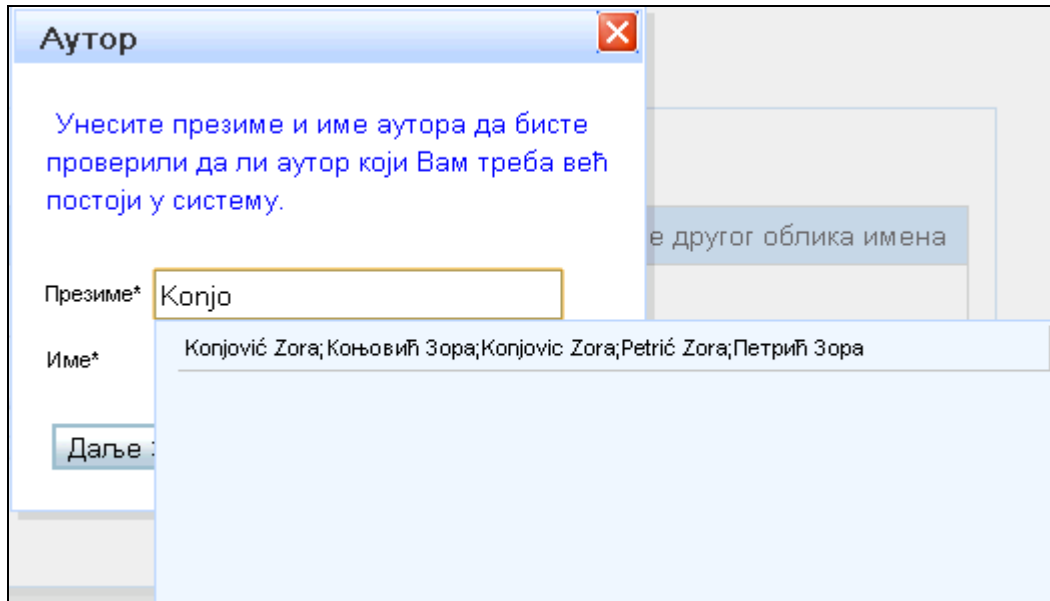 Аутор
Унесите презиме и име аутора да бисте
проверили да ли аутор који Вам треба већ
постоји у систему.
е другог облика имена
Презиме* Konjo
Име*
Konjović Zora;Коњовић Зора;Konjovic Zora;Petrić Zora;Петрић Зора
Даље